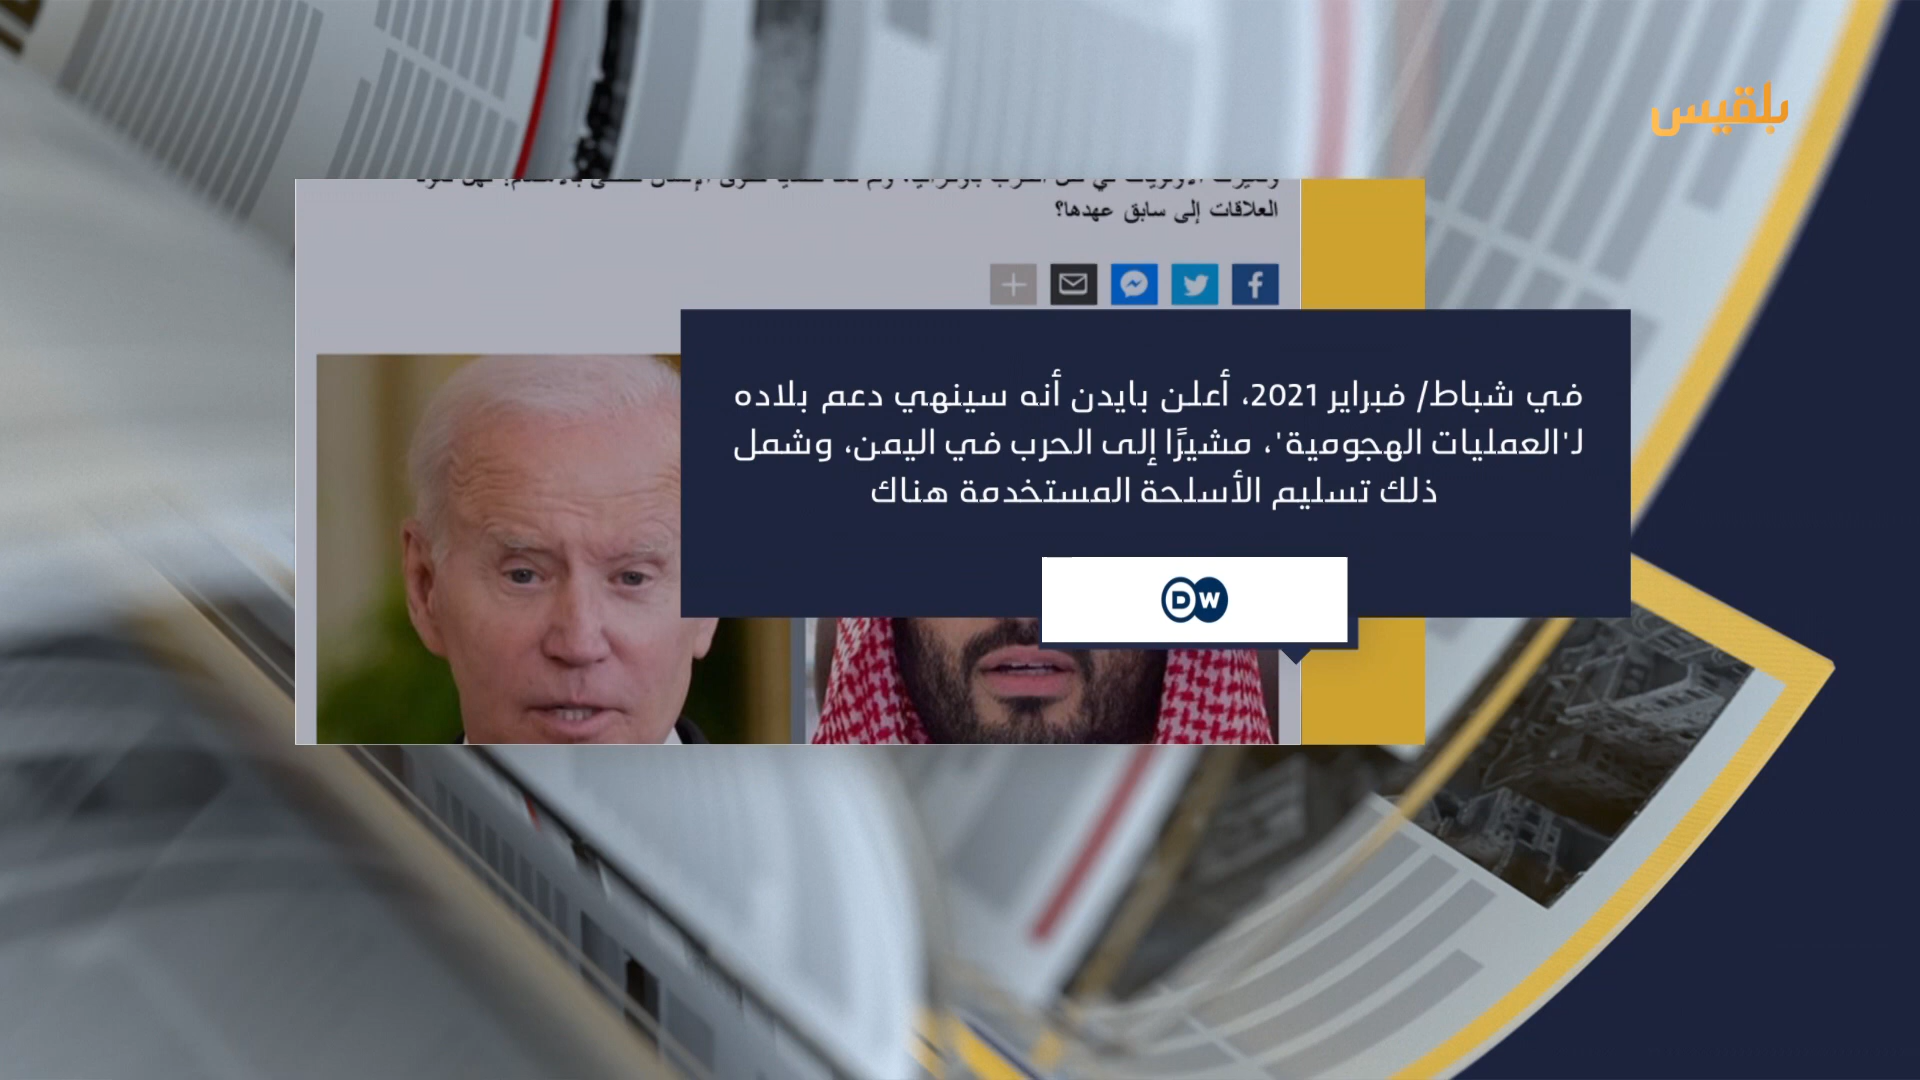 بلقيس
العلاقات إلى سابق عهدها؟
في شباط/ فبراير 2021، أعلن بايدن أنه سينهي دعم بلاده
لـ'العمليات الهجومية'، مشيرًا إلى الحرب في اليمن، وشمل
ذلك تسليم الأسلحة المستخدمة هناك
DW